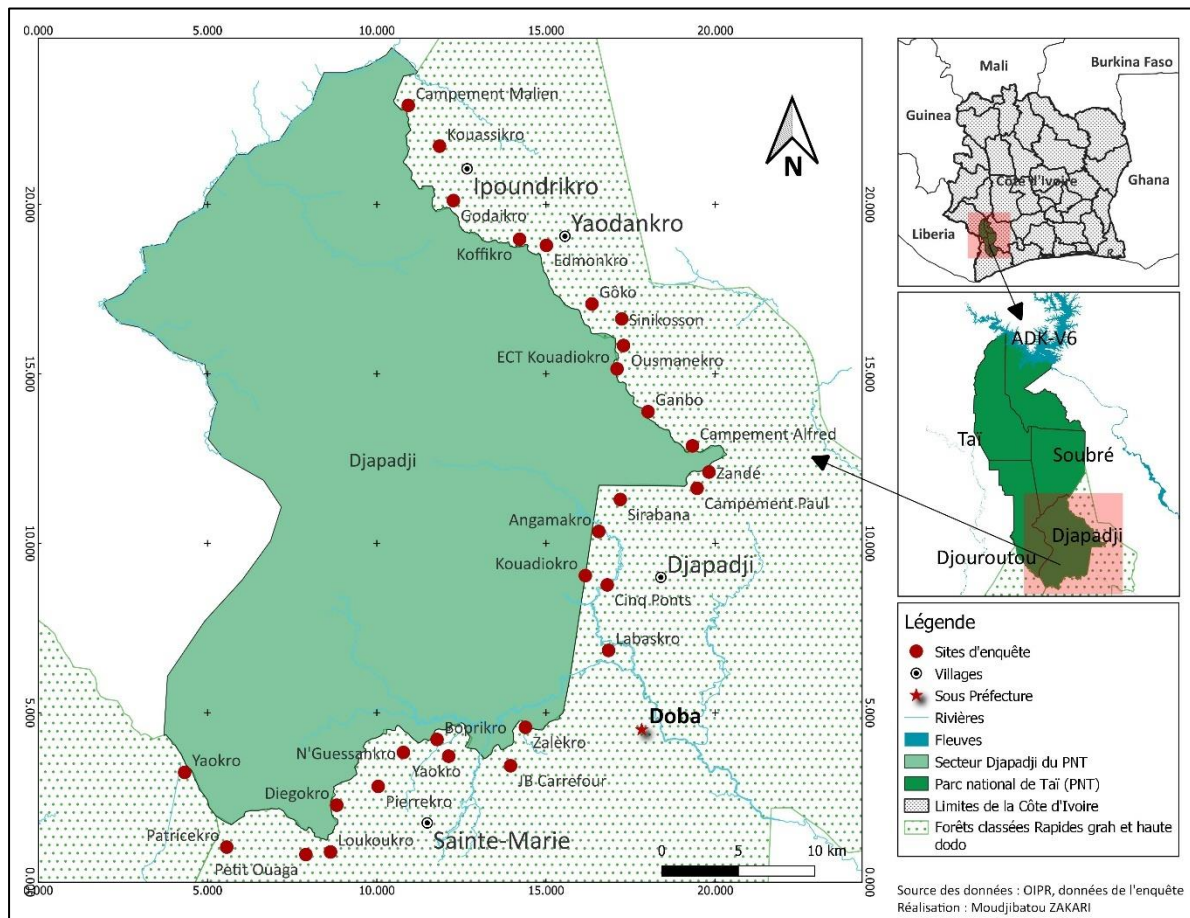 0.000
5.000
10.000
15.000
20.000
Campement Malien
Kouassikro
Ipoundrikro
20.000
20.000
Godaikro
Yaodankro
Koffikro
Edmonkro
N
Gôko
Sinikosson
ECT Kouadiokro
Ousmanekro
15.000
15.000
Ganbo
Campement Alfred
Djapadji
Zandé
Campement Paul
Sirabana
Angamakro
10.000
10.000
Kouadiokro
Djapadji
Cinq Ponts
Labaskro
5.000
5.000
Doba
Boprikro
Zalékro
N'Guessankro
Yaokro
Yaokro
JB Carrefour
Diegokro
Pierrekro
Patricekro
Loukoukro
Sainte-Marie
Petit Ouaga
0
5
10 km
0.000
0.000
0.000
5.000
10.000
15.000
20.000
Mali
Burkina Faso
Guinea
Côte d'Ivoire
Ghana
Liberia
ADK-V6
Taï
Soubré
Djapadji
Djouroutou
Légende
Sites d'enquête
Villages
Sous Préfecture
Rivières
Fleuves
Secteur Djapadji du PNT
Parc national de Taï (PNT)
Limites de la Côte d'Ivoire
Forêts classées Rapides grah et haute
dodo
Source des données : OIPR, données de l'enquête
Réalisation : Moudjibatou ZAKARI